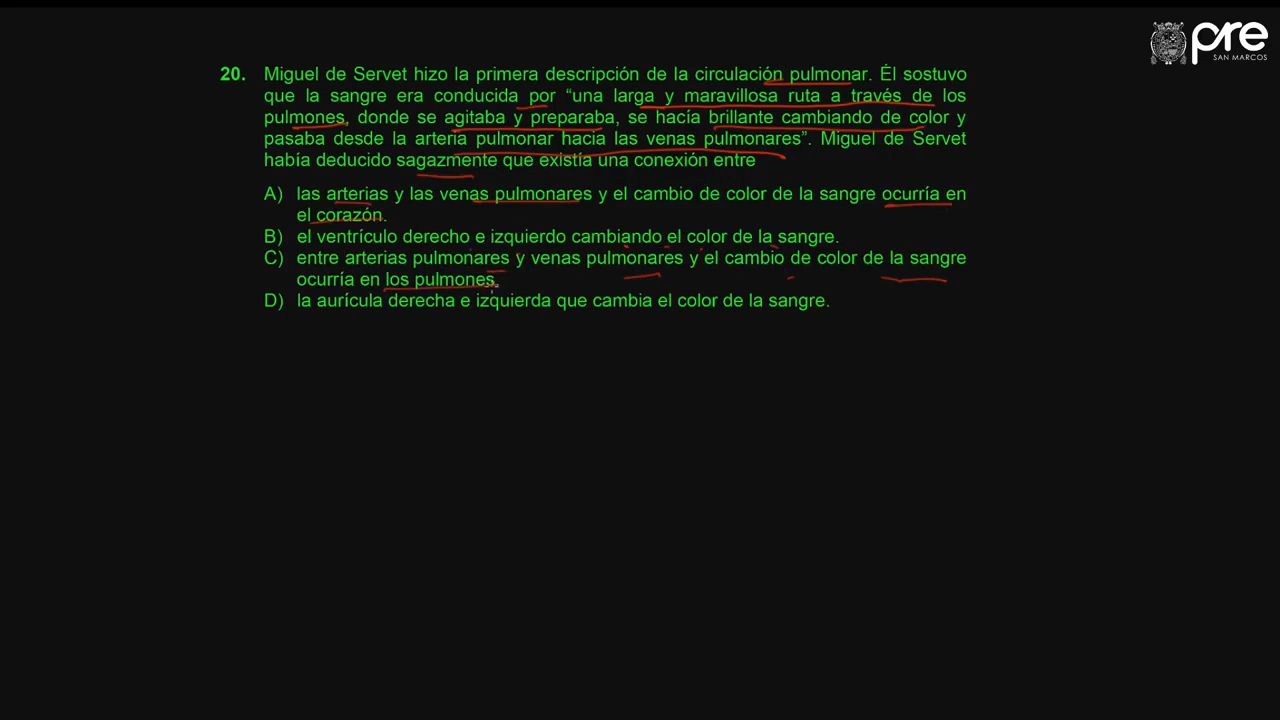 pre
SAN MARCOS
20. Miguel de Servet hizo la primera descripción de la circulación pulmonar. Él sostuvo
que la sangre era conducida por “una larga y maravillosa ruta a través de los
pulmones, donde se agitaba y preparaba, se hacía brillante cambiando de color y
pasaba desde la arteria pulmonar hacia las venas pulmonares”. Miguel de Servet
había deducido sagazmente que existía una conexión entre
A) las arterias y las venas pulmonares y el cambio de color de la sangre ocurría en
el corazón.
B) el ventrículo derecho e izquierdo cambiando el color de la sangre.
C) entre arterias pulmonares y venas pulmonares y el cambio de color de la sangre
ocurría en los pulmones.
D) la aurícula derecha e izquierda que cambia el color de la sangre.